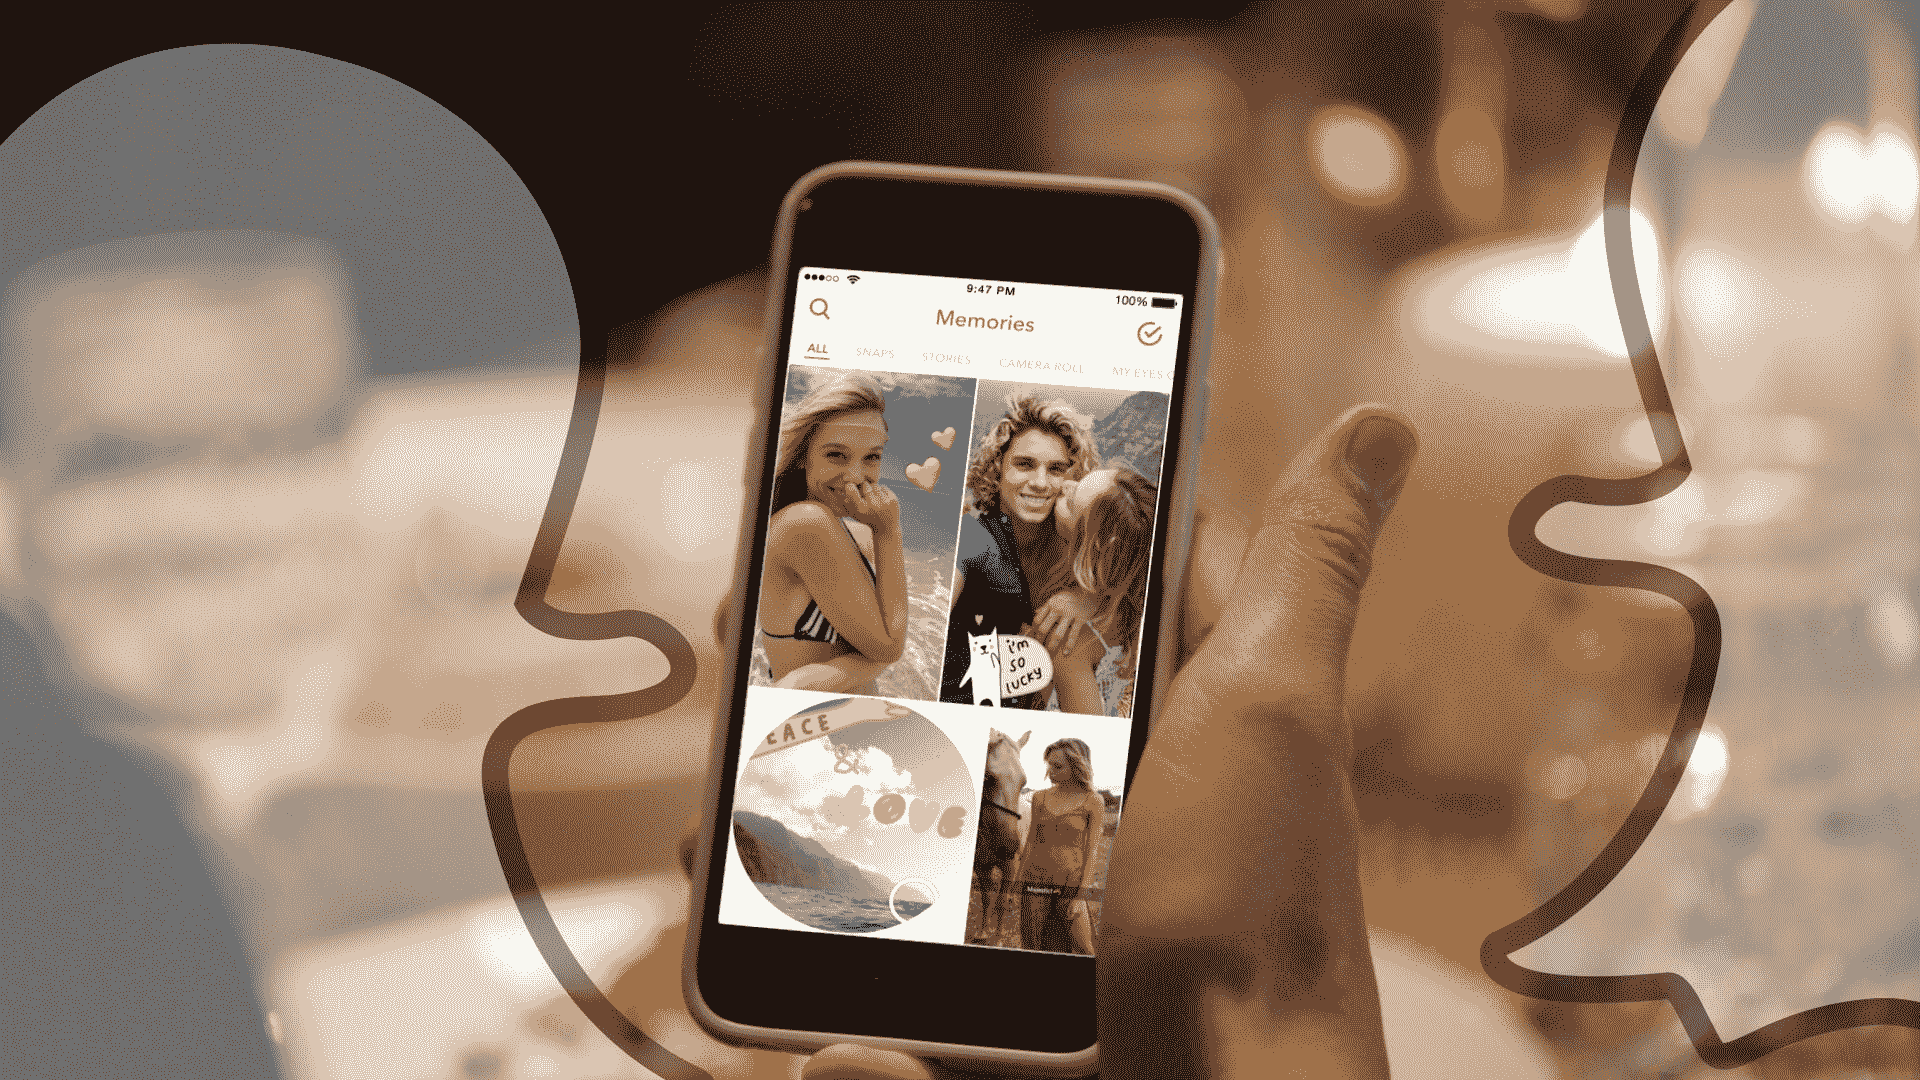 9:47 PM
100%
Memories
ALL SNAPS STORIES CAMERA ROLL MY EYES O
i'm
so
lucky
EACE
&
LOVE